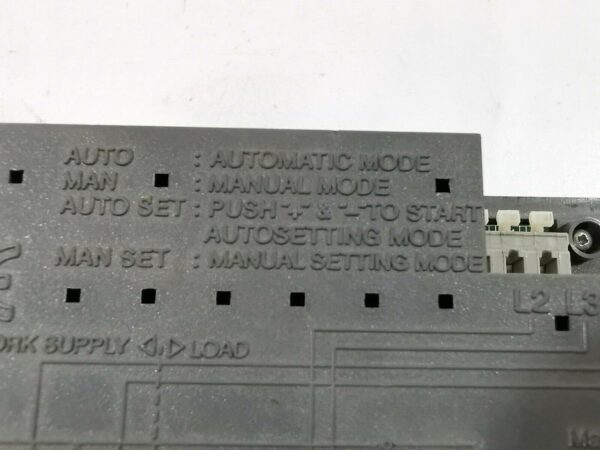 AUTO : AUTOMATIC MODE
MAN : MANUAL MODE
AUTO SET : PUSH "+" & "-" TO START
AUTOSETTING MODE
MAN SET : MANUAL SETTING MODE
L2 L3
ORK SUPPLY ◁,▷ LOAD
Ma